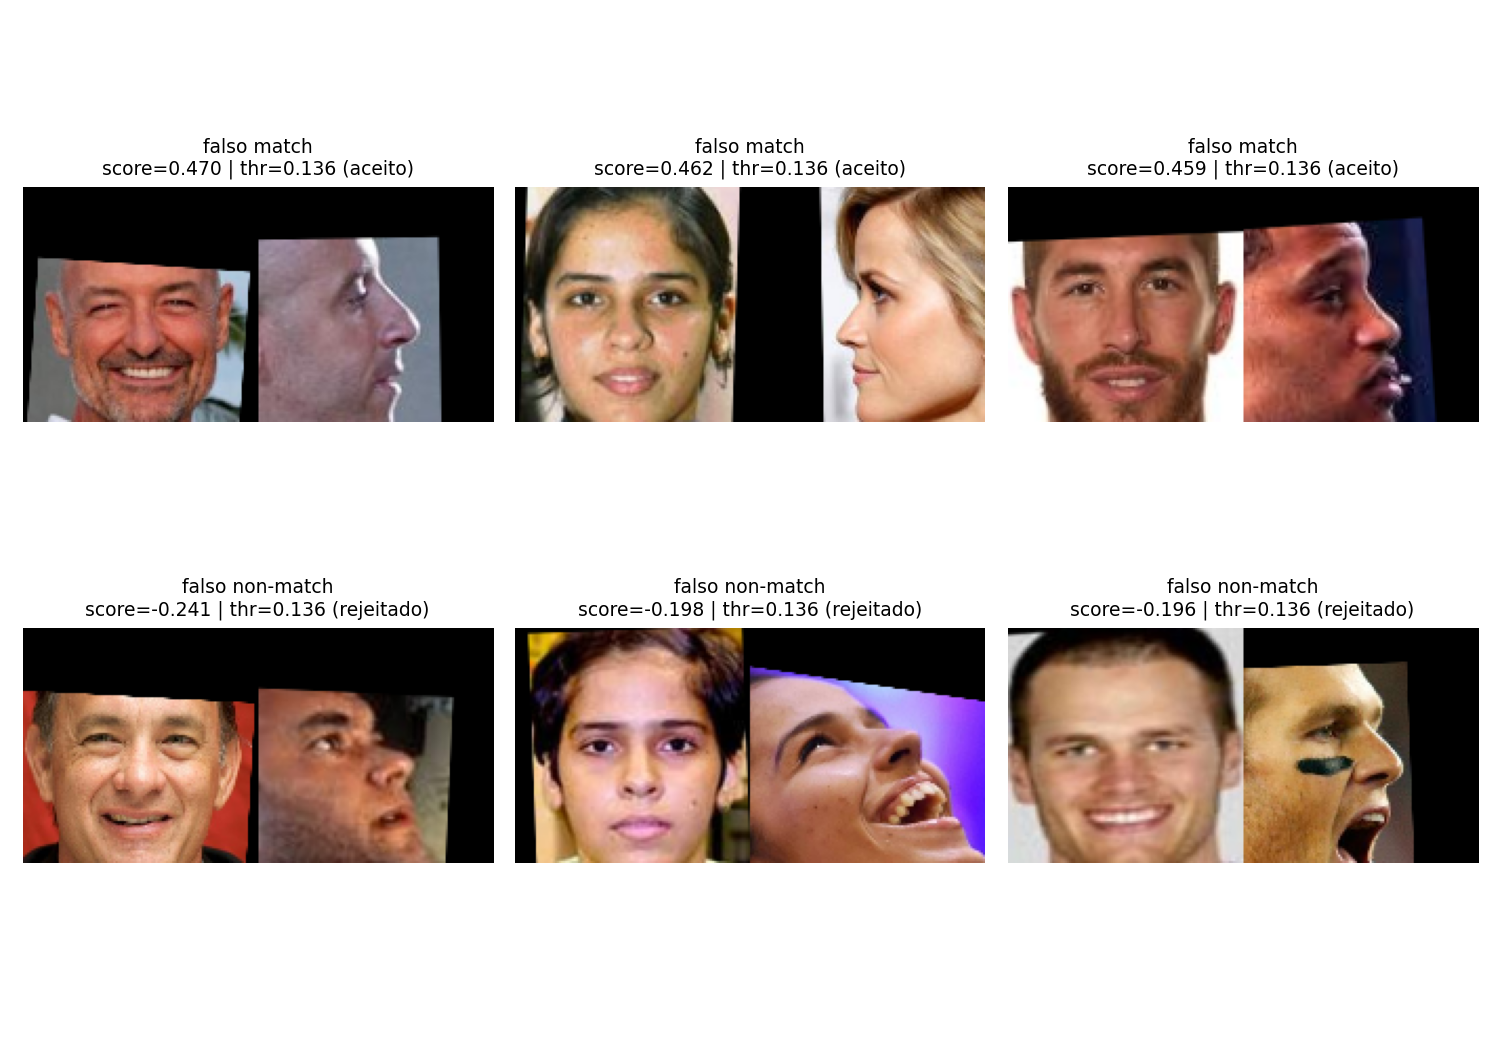 falso match
score=0.470 | thr=0.136 (aceito)
falso match
score=0.462 | thr=0.136 (aceito)
falso match
score=0.459 | thr=0.136 (aceito)
falso non-match
score=-0.241 | thr=0.136 (rejeitado)
falso non-match
score=-0.198 | thr=0.136 (rejeitado)
falso non-match
score=-0.196 | thr=0.136 (rejeitado)